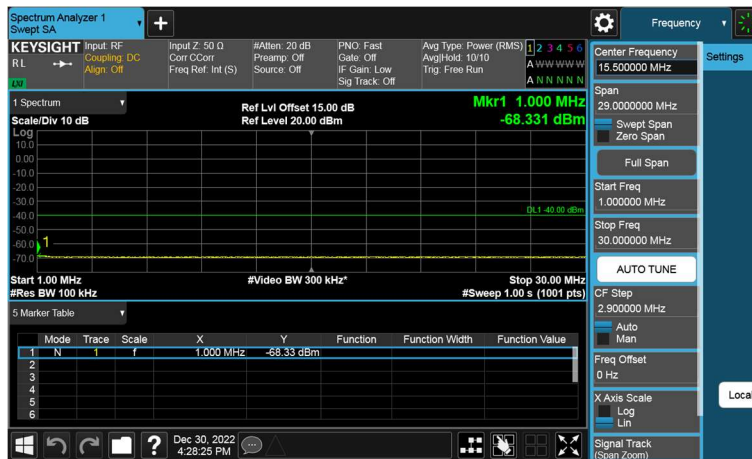 Spectrum Analyzer 1
Swept SA
Frequency
KEYSIGHT
RL
Input: RF
Coupling: DC
Align: Off
Input Z: 50 Ω
Corr CCorr
Freq Ref: Int (S)
#Atten: 20 dB
Preamp: Off
Source: Off
PNO: Fast
Gate: Off
IF Gain: Low
Sig Track: Off
Avg Type: Power (RMS)
Avg|Hold: 10/10
Trig: Free Run
1 2 3 4 5 6
A W W W W W
A N N N N N
LXI
1 Spectrum
Scale/Div 10 dB
Ref Lvl Offset 15.00 dB
Ref Level 20.00 dBm
Mkr1 1.000 MHz
-68.331 dBm
Log
10.0
0.00
-10.0
-20.0
-30.0
-40.0
-50.0
-60.0
-70.0
DL1 -40.00 dBm
1
Start 1.00 MHz
#Res BW 100 kHz
#Video BW 300 kHz*
Stop 30.00 MHz
#Sweep 1.00 s (1001 pts)
5 Marker Table
Mode Trace Scale X Y Function Function Width Function Value
1 N 1 f 1.000 MHz -68.33 dBm
2
3
4
5
6
Dec 30, 2022
4:28:25 PM
?
Center Frequency
15.500000 MHz
Settings
Span
29.0000000 MHz
Swept Span
Zero Span
Full Span
Start Freq
1.000000 MHz
Stop Freq
30.000000 MHz
AUTO TUNE
CF Step
2.900000 MHz
Auto
Man
Freq Offset
0 Hz
Local
X Axis Scale
Log
Lin
Signal Track
(Span Zoom)